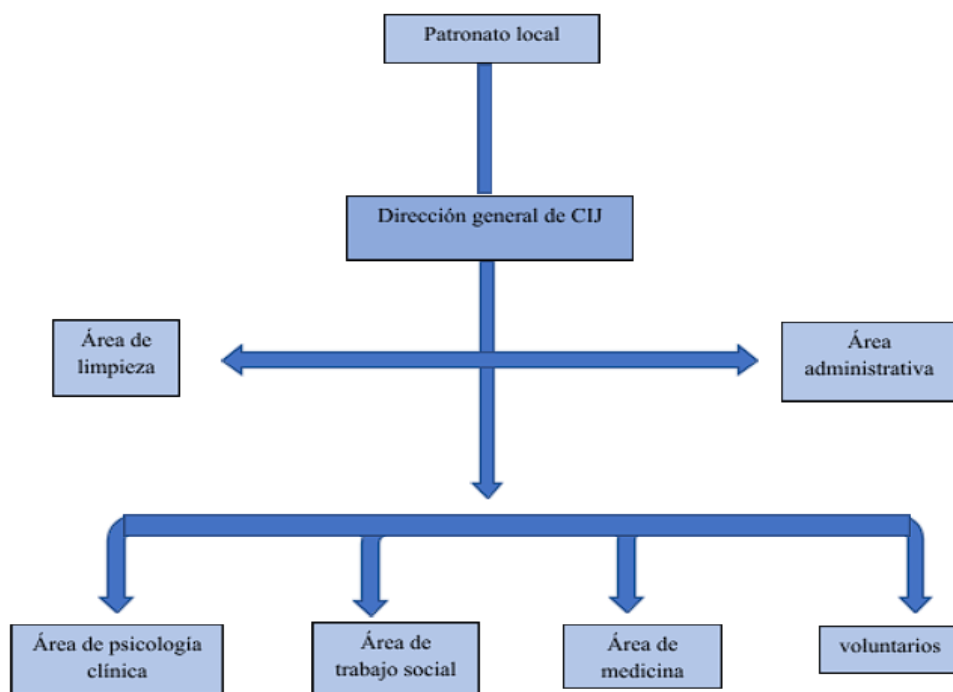 Patronato local
Dirección general de CIJ
Área de
limpieza
Área
administrativa
Área de psicología
clínica
Área de
trabajo social
Área de
medicina
voluntarios